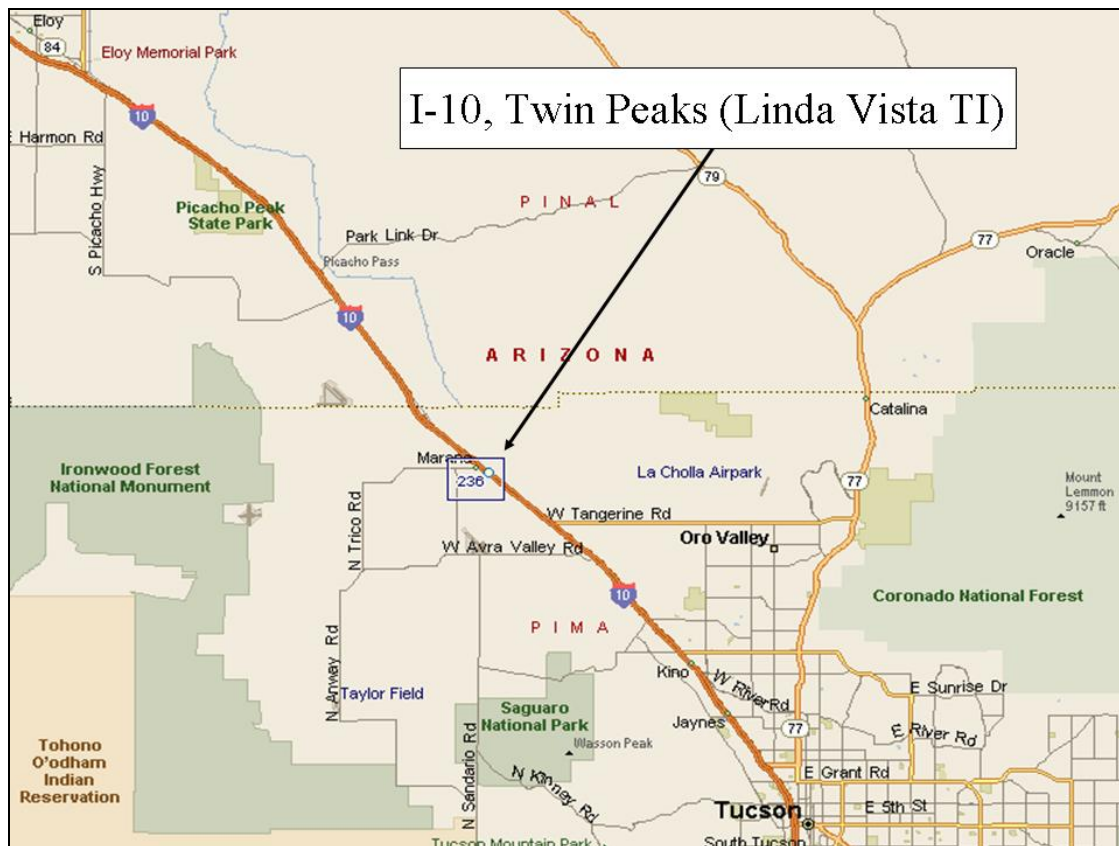 Eloy
84
Eloy Memorial Park
I-10, Twin Peaks (Linda Vista TI)
10
E Harmon Rd
S Picacho Hwy
Picacho Peak
State Park
79
PINAL
Park Link Dr
Picacho Pass
77
Oracle
10
ARIZONA
Catalina
Ironwood Forest
National Monument
Marana
236
La Cholla Airpark
77
Mount
Lemmon
9157 ft
N Trico Rd
W Tangerine Rd
Oro Valley
W Avra Valley Rd
10
Coronado National Forest
PIMA
N Anway Rd
Kino
W River Rd
E Sunrise Dr
Taylor Field
Saguaro
National Park
Jaynes
77
E River Rd
Wasson Peak
Tohono
O'odham
Indian
Reservation
N Sandario Rd
N Kinney Rd
E Grant Rd
E 5th St
Tucson
South Tucson
Tucson Mountain Park